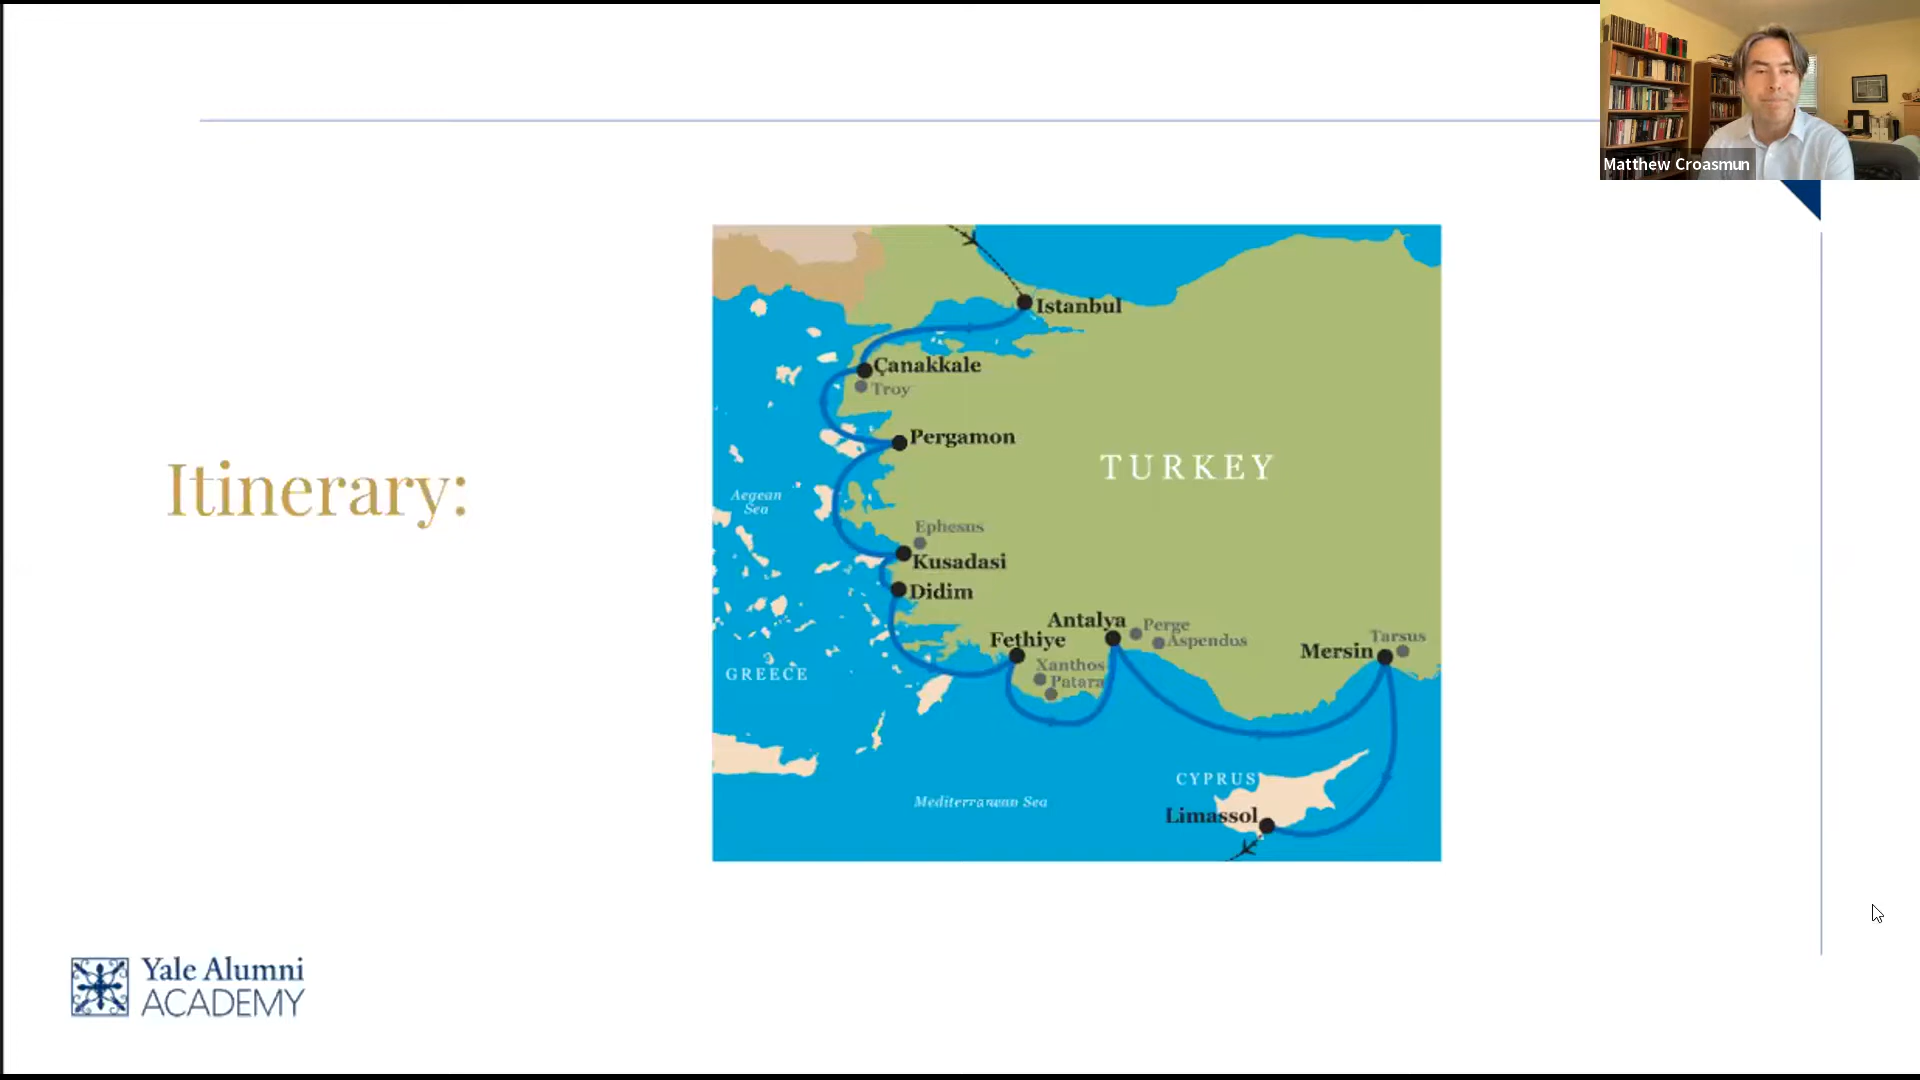 Matthew Croasmun
Itinerary:
Istanbul
Çanakkale
Troy
Pergamon
TURKEY
Aegean
Sea
Ephesus
Kusadasi
Didim
Antalya
Perge
Aspendus
Fethiye
Xanthos
Patara
Mersin
Tarsus
GREECE
CYPRUS
Mediterranean Sea
Limassol
Yale Alumni
ACADEMY